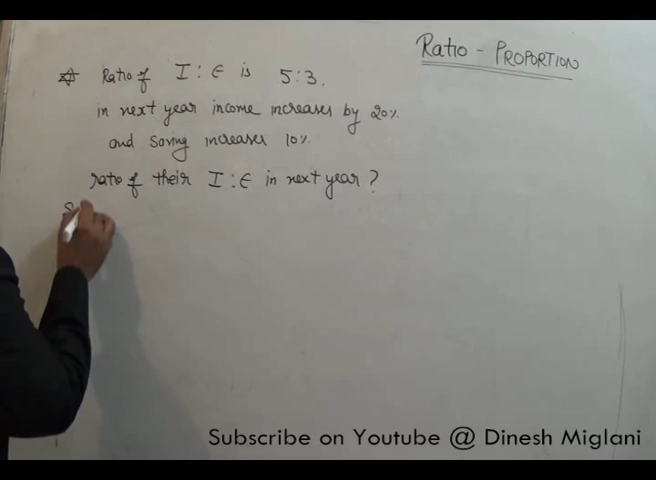 RATIO - PROPORTION
Ratio of I : E is 5:3.
in next year income increases by 20%
and Saving increases 10%
ratio of their I : E in next year ?
S
Subscribe on Youtube @ Dinesh Miglani